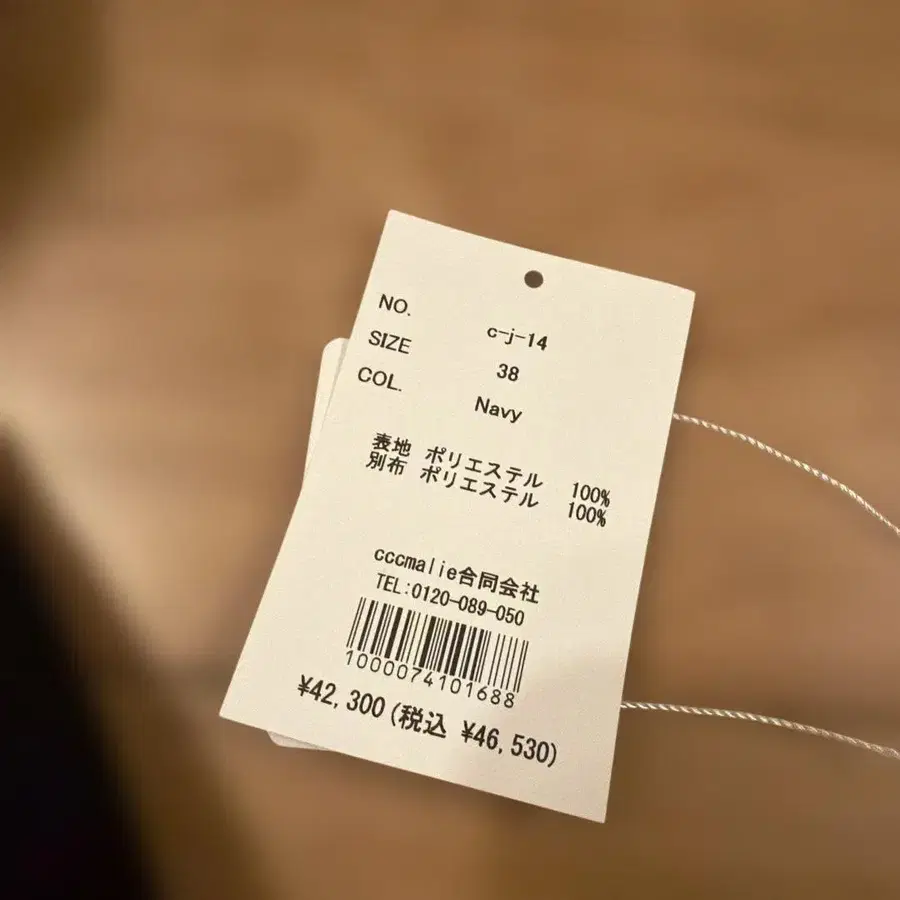 NO. c-j-14
SIZE 38
COL. Navy
表地 ポリエステル 100%
別布 ポリエステル 100%
cccmalie合同会社
TEL:0120-089-050
1000074101688
¥42,300(税込 ¥46,530)